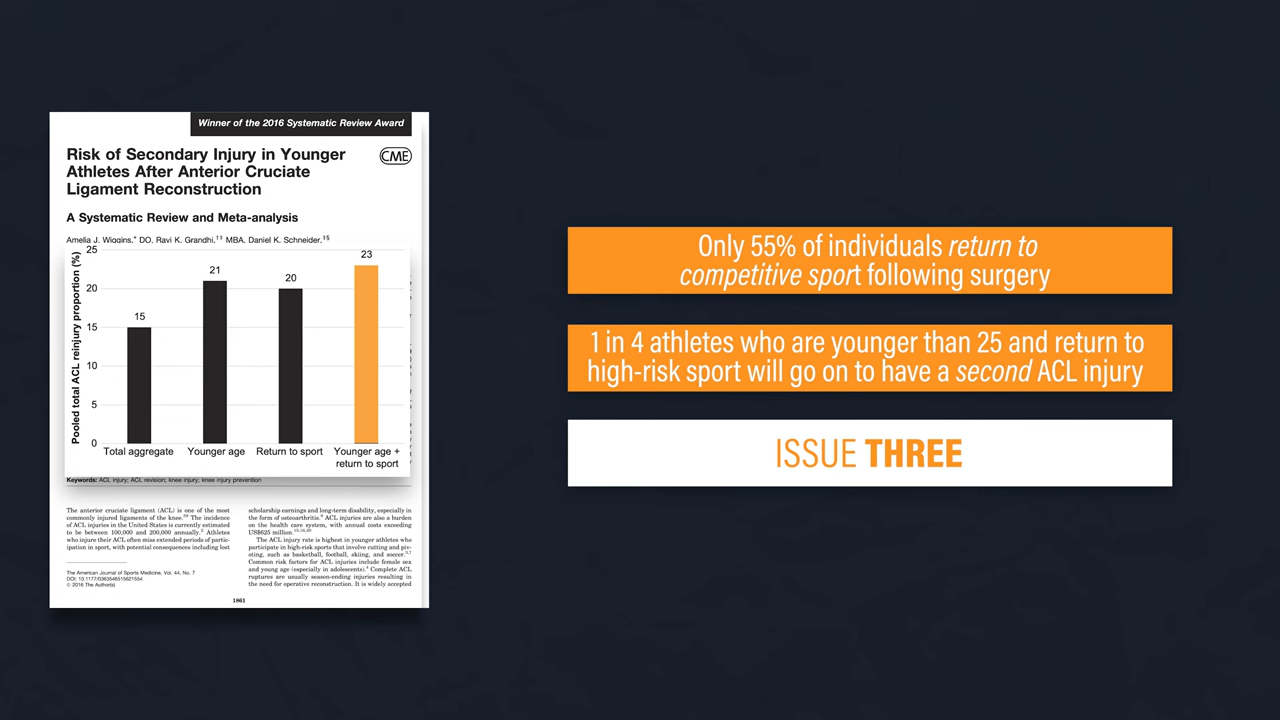 Winner of the 2016 Systematic Review Award
Risk of Secondary Injury in Younger
Athletes After Anterior Cruciate
Ligament Reconstruction
CME
A Systematic Review and Meta-analysis
Amelia J. Wiggins,* DO, Ravi K. Grandhi,†‡ MBA, Daniel K. Schneider,†§
Pooled total ACL reinjury proportion (%)
25
20
15
10
5
0
15
21
20
23
Total aggregate
Younger age
Return to sport
Younger age +
return to sport
Keywords: ACL injury; ACL revision; knee injury; knee injury prevention
The anterior cruciate ligament (ACL) is one of the most
commonly injured ligaments of the knee. The incidence
of ACL injuries in the United States is currently estimated
to be between 100,000 and 200,000 annually. Athletes
who injure their ACL often miss extended periods of partic-
ipation in sport, with potential consequences including lost
scholarship earnings and long-term disability, especially in
the form of osteoarthritis. ACL injuries are also a burden
on the health care system, with annual costs exceeding
US$625 million.
The ACL injury rate is highest in younger athletes who
participate in high-risk sports that involve cutting and piv-
oting, such as basketball, football, skiing, and soccer.
Common risk factors for ACL injuries include female sex
and young age (especially in adolescents). Complete ACL
ruptures are usually season-ending injuries resulting in
the need for operative reconstruction. It is widely accepted
The American Journal of Sports Medicine, Vol. 44, No. 7
DOI: 10.1177/0363546515621554
© 2016 The Author(s)
1861
Only 55% of individuals return to
competitive sport following surgery
1 in 4 athletes who are younger than 25 and return to
high-risk sport will go on to have a second ACL injury
ISSUE THREE